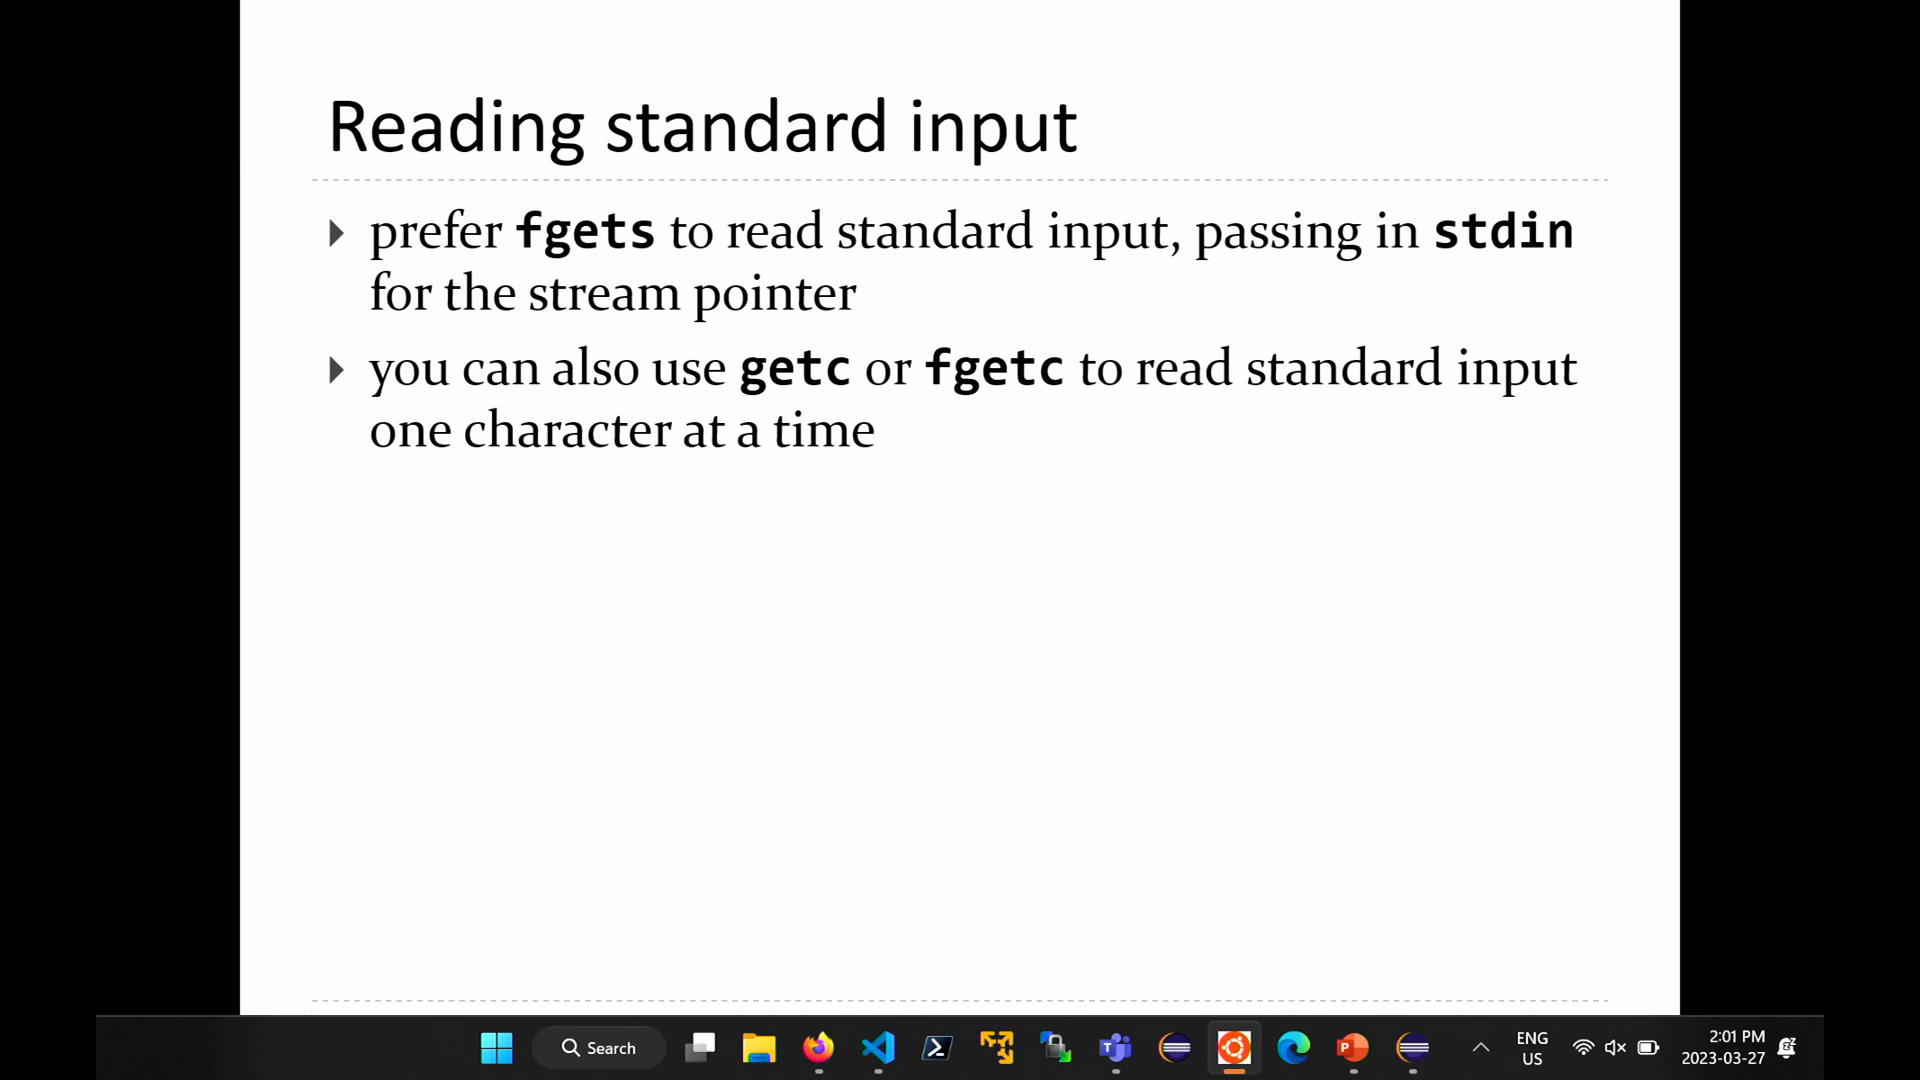 Reading standard input
prefer fgets to read standard input, passing in stdin
for the stream pointer
you can also use getc or fgetc to read standard input
one character at a time
Search
ENG
US
2:01 PM
2023-03-27